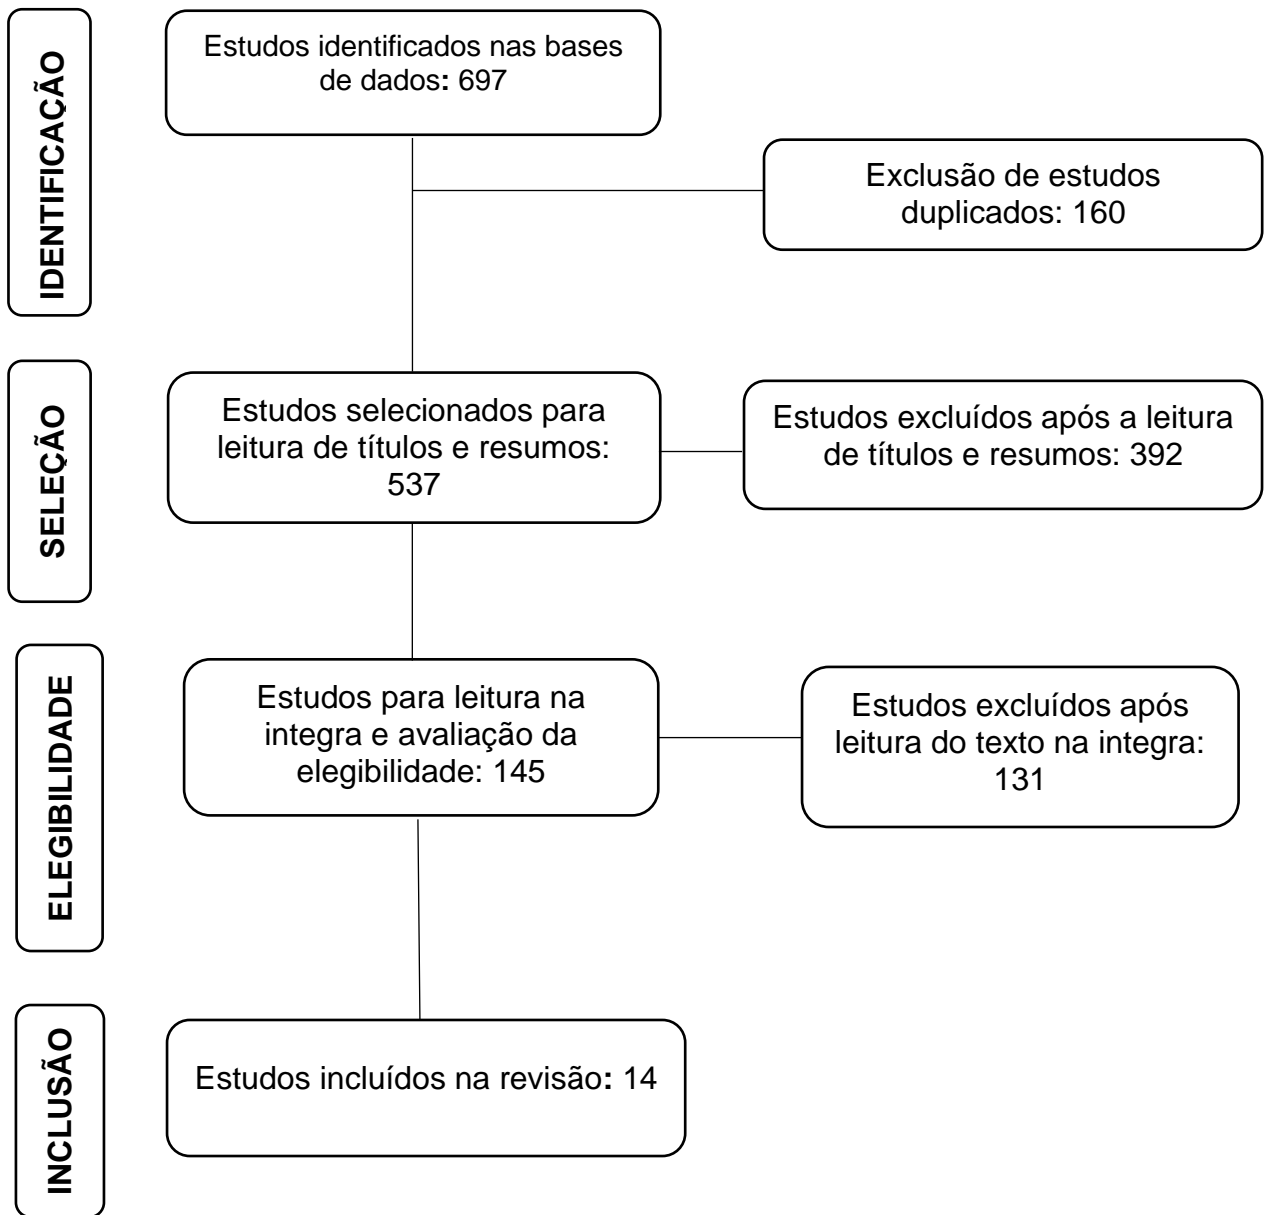 IDENTIFICAÇÃO
Estudos identificados nas bases
de dados: 697
Exclusão de estudos
duplicados: 160
SELEÇÃO
Estudos selecionados para
leitura de títulos e resumos:
537
Estudos excluídos após a leitura
de títulos e resumos: 392
ELEGIBILIDADE
Estudos para leitura na
integra e avaliação da
elegibilidade: 145
Estudos excluídos após
leitura do texto na integra:
131
INCLUSÃO
Estudos incluídos na revisão: 14